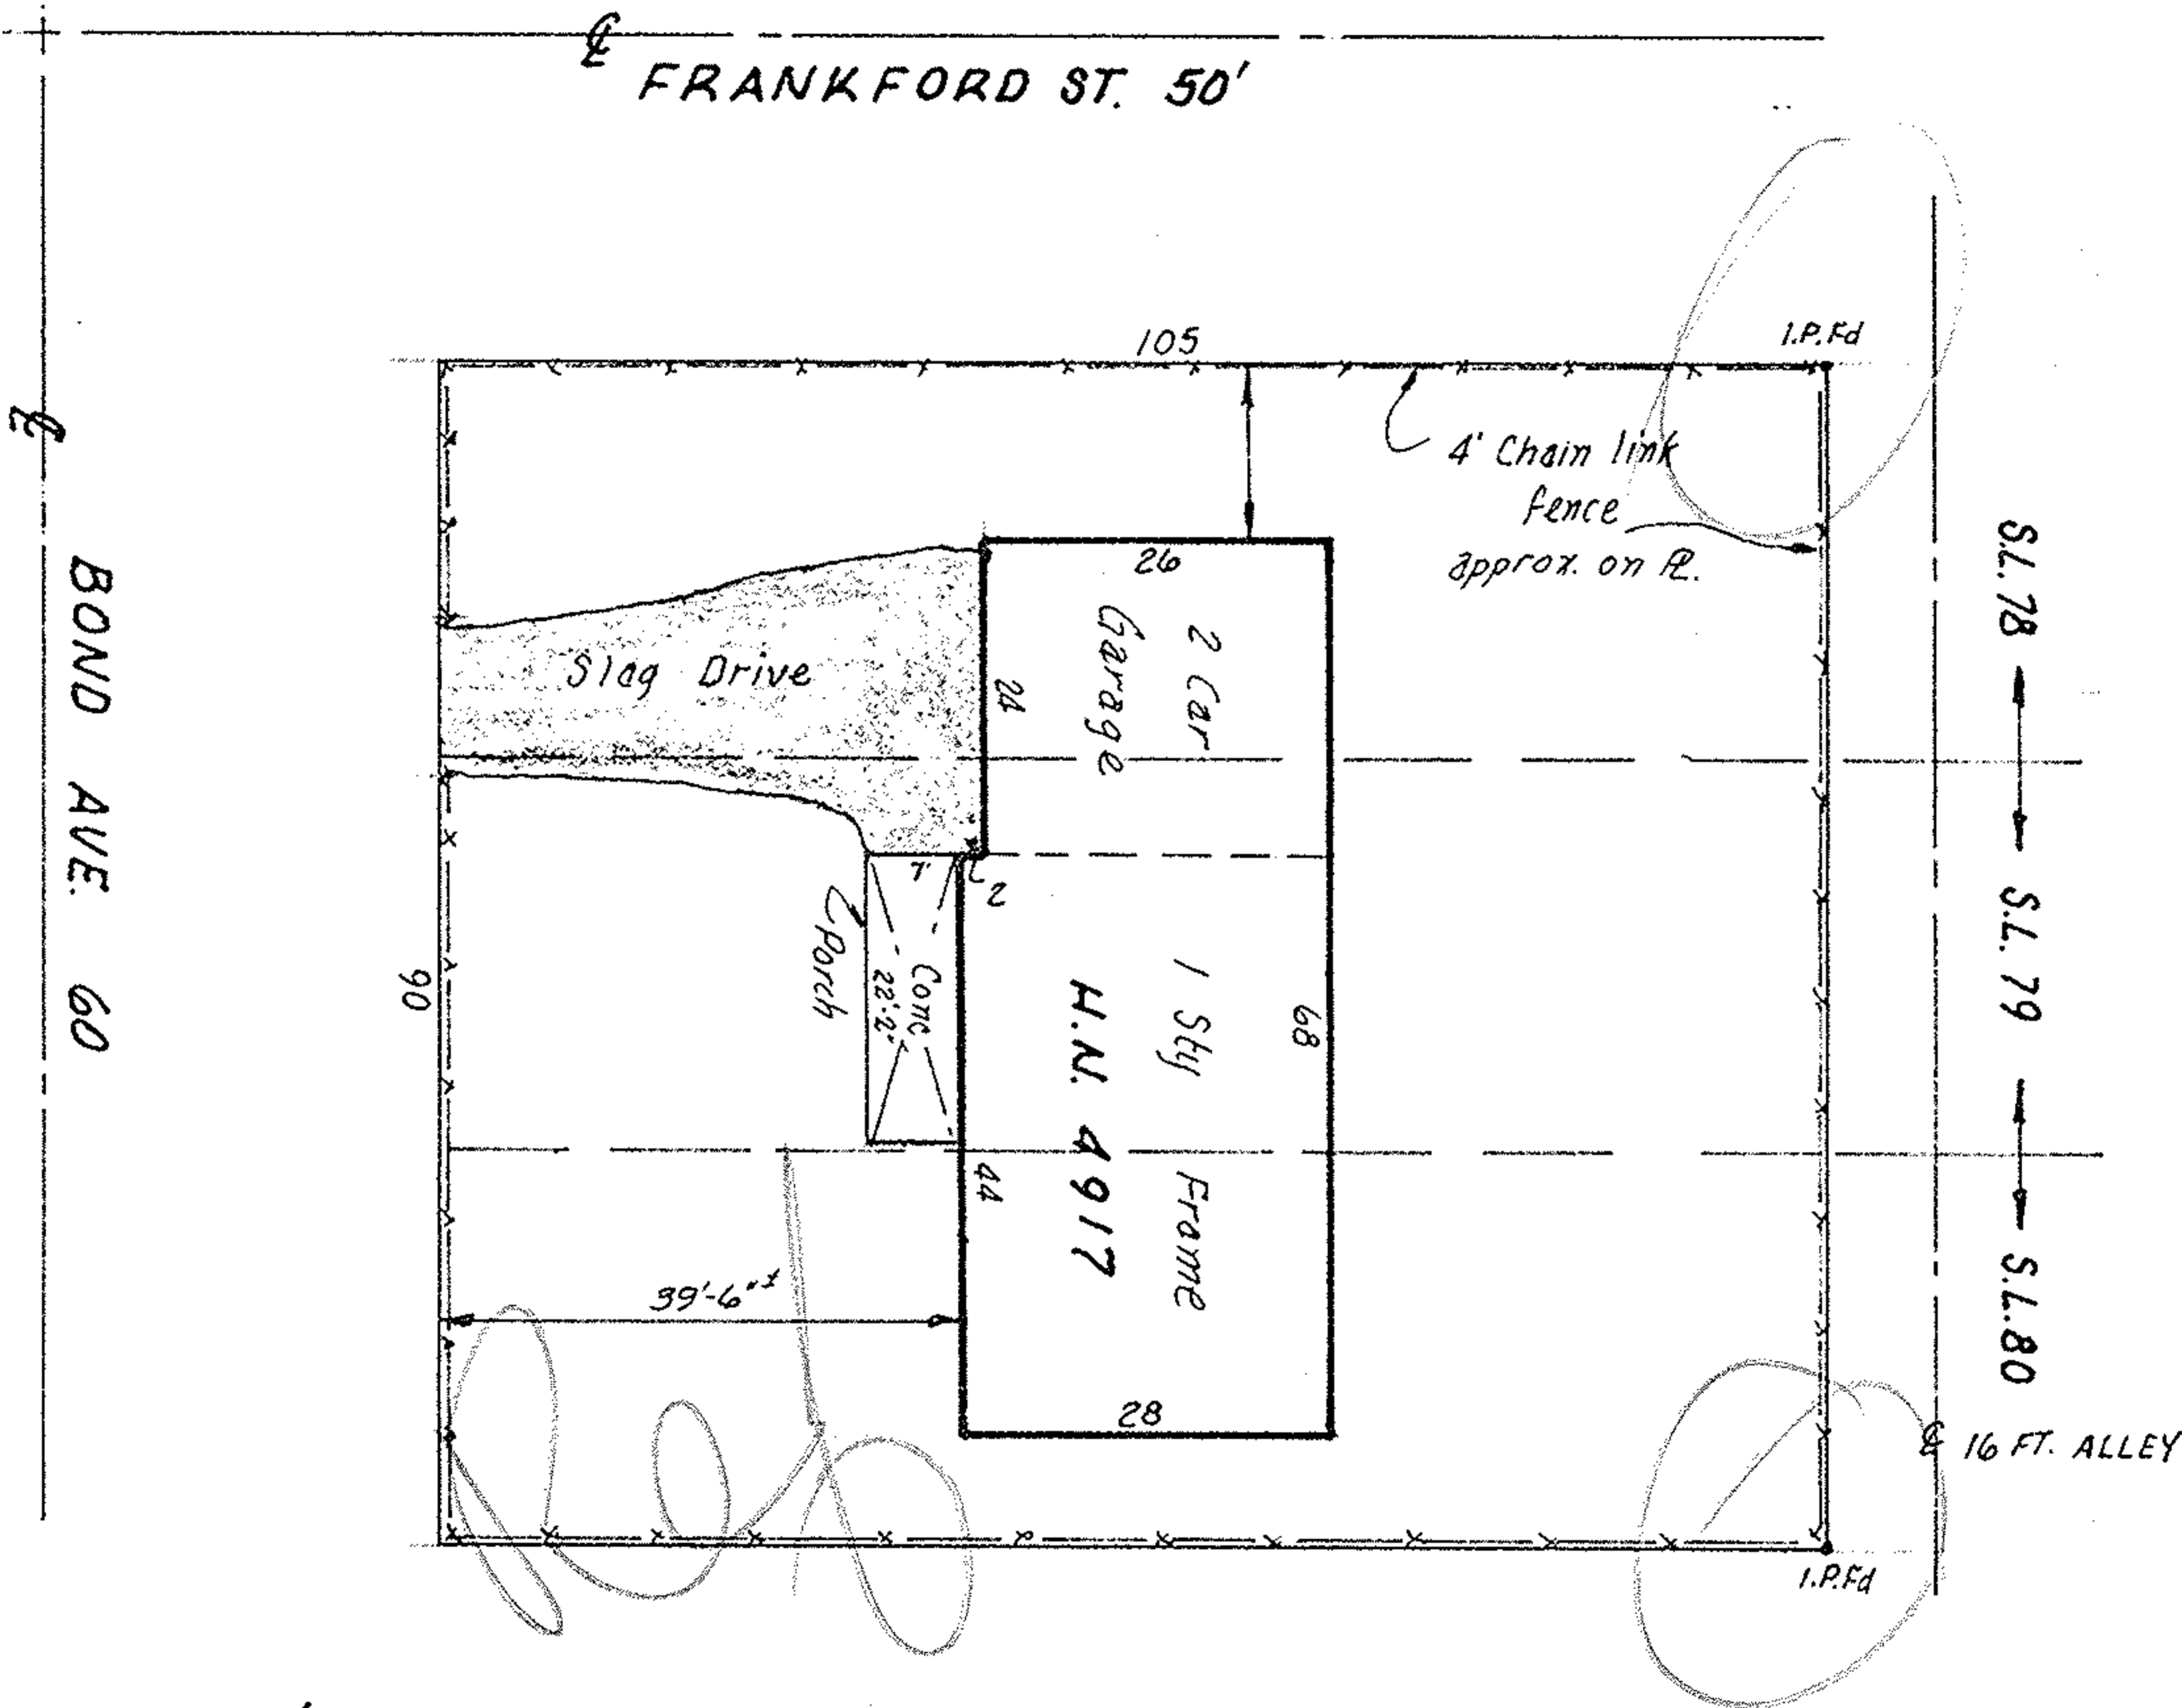 ℄
FRANKFORD ST. 50'
℄
BOND AVE. 60
105
I.P.Fd
4' Chain link
fence
approx. on ⅊.
26
2 Car
Garage
24
Slag Drive
S.L. 78
S.L. 79
S.L. 80
7
2
Porch
Conc
22'-2"
90
1 Sty Frame
H.N. 4917
68
44
39'-6"±
28
℄ 16 FT. ALLEY
I.P.Fd